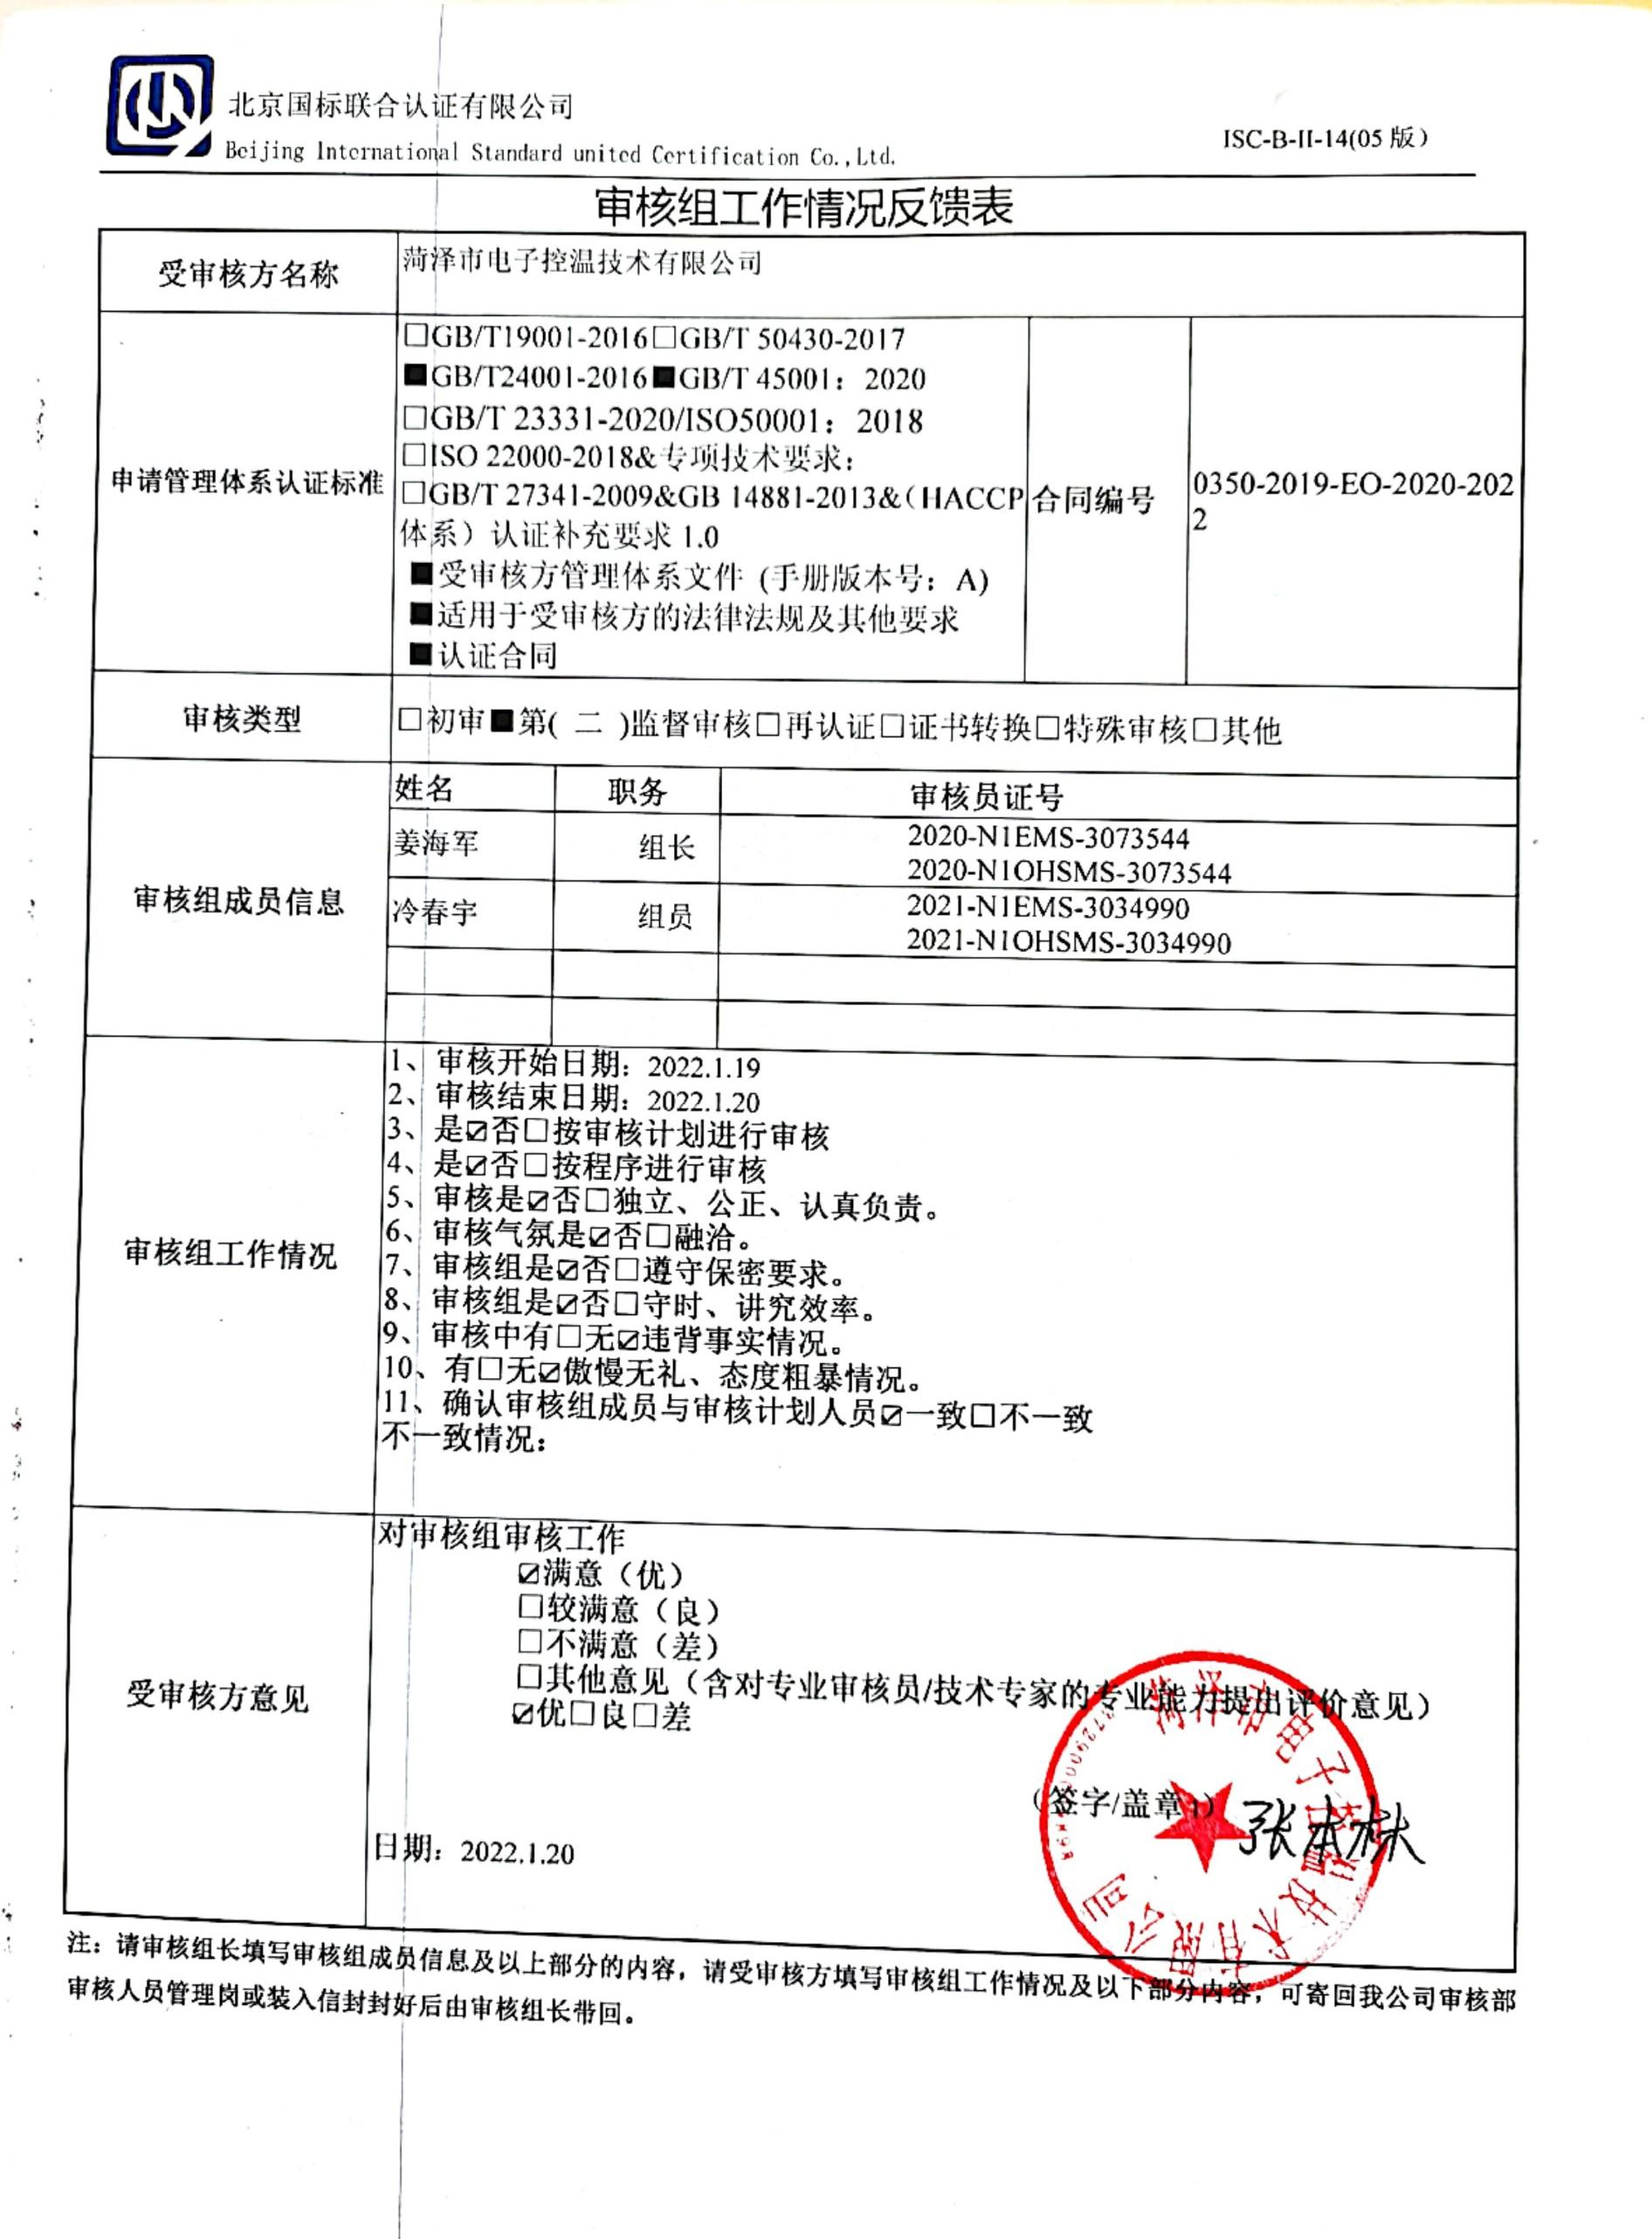 北京国标联合认证有限公司
Beijing International Standard united Certification Co.,Ltd.
ISC-B-II-14(05 版)
审核组工作情况反馈表
受审核方名称
菏泽市电子控温技术有限公司
申请管理体系认证标准
□GB/T19001-2016□GB/T 50430-2017
■GB/T24001-2016■GB/T 45001：2020
□GB/T 23331-2020/ISO50001：2018
□ISO 22000-2018&专项技术要求：
□GB/T 27341-2009&GB 14881-2013&（HACCP
体系）认证补充要求 1.0
■受审核方管理体系文件 (手册版本号：A)
■适用于受审核方的法律法规及其他要求
■认证合同
合同编号
0350-2019-EO-2020-202
2
审核类型
□初审■第( 二 )监督审核□再认证□证书转换□特殊审核□其他
审核组成员信息
姓名 职务 审核员证号
姜海军 组长 2020-N1EMS-3073544
2020-N1OHSMS-3073544
冷春宇 组员 2021-N1EMS-3034990
2021-N1OHSMS-3034990
审核组工作情况
1、审核开始日期：2022.1.19
2、审核结束日期：2022.1.20
3、是☑否□按审核计划进行审核
4、是☑否□按程序进行审核
5、审核是☑否□独立、公正、认真负责。
6、审核气氛是☑否□融洽。
7、审核组是☑否□遵守保密要求。
8、审核组是☑否□守时、讲究效率。
9、审核中有□无☑违背事实情况。
10、有□无☑傲慢无礼、态度粗暴情况。
11、确认审核组成员与审核计划人员☑一致□不一致
不一致情况：
受审核方意见
对审核组审核工作
☑满意（优）
□较满意（良）
□不满意（差）
□其他意见（含对专业审核员/技术专家的专业能力提出评价意见）
☑优□良□差
（签字/盖章）
张本林
菏泽市电子控温技术有限公司
日期：2022.1.20
注：请审核组长填写审核组成员信息及以上部分的内容，请受审核方填写审核组工作情况及以下部分内容，可寄回我公司审核部
审核人员管理岗或装入信封封好后由审核组长带回。